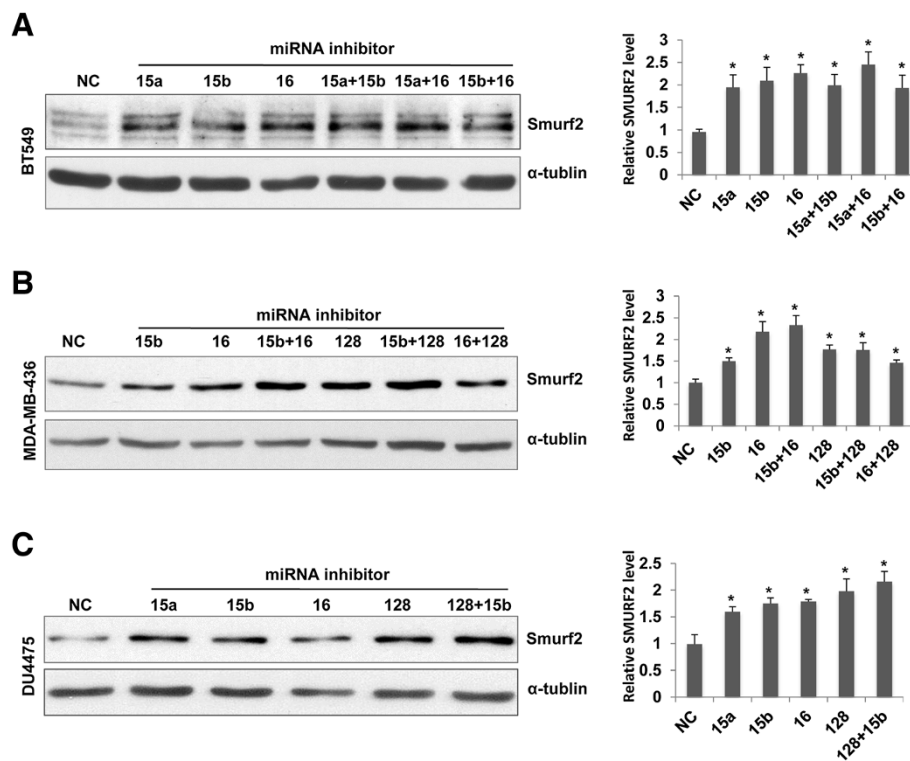 A
miRNA inhibitor
NC 15a 15b 16 15a+15b 15a+16 15b+16
BT549
Smurf2
α-tublin
Relative SMURF2 level
3
2.5
2
1.5
1
0.5
0
* * * * * *
NC 15a 15b 16 15a+15b 15a+16 15b+16
B
miRNA inhibitor
NC 15b 16 15b+16 128 15b+128 16+128
MDA-MB-436
Smurf2
α-tublin
Relative SMURF2 level
3
2.5
2
1.5
1
0.5
0
* * * * * *
NC 15b 16 15b+16 128 15b+128 16+128
C
miRNA inhibitor
NC 15a 15b 16 128 128+15b
DU4475
Smurf2
α-tublin
Relative SMURF2 level
2.5
2
1.5
1
0.5
0
* * * * *
NC 15a 15b 16 128 128+15b